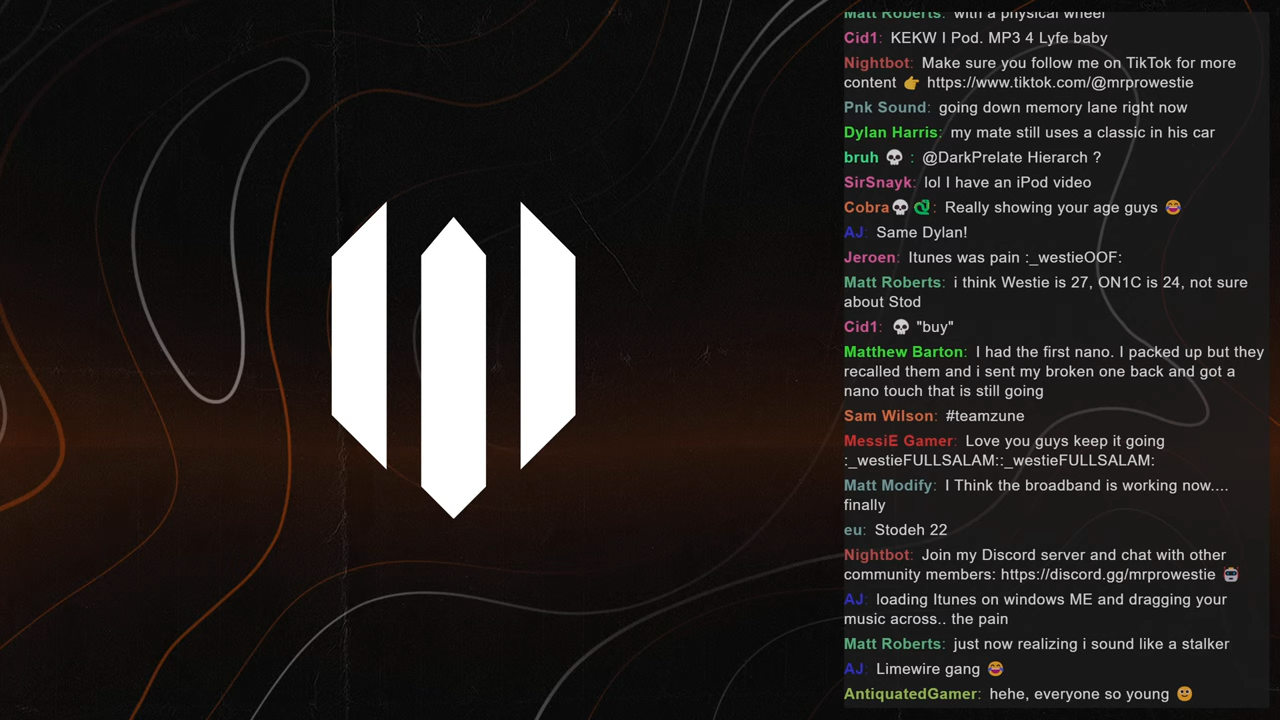 Matt Roberts: with a physical wheel
Cid1: KEKW I Pod. MP3 4 Lyfe baby
Nightbot: Make sure you follow me on TikTok for more
content 👉 https://www.tiktok.com/@mrprowestie
Pnk Sound: going down memory lane right now
Dylan Harris: my mate still uses a classic in his car
bruh 💀 : @DarkPrelate Hierarch ?
SirSnayk: lol I have an iPod video
Cobra💀: Really showing your age guys 😂
AJ: Same Dylan!
Jeroen: Itunes was pain :_westieOOF:
Matt Roberts: i think Westie is 27, ON1C is 24, not sure
about Stod
Cid1: 💀 "buy"
Matthew Barton: I had the first nano. I packed up but they
recalled them and i sent my broken one back and got a
nano touch that is still going
Sam Wilson: #teamzune
MessiE Gamer: Love you guys keep it going
:_westieFULLSALAM::_westieFULLSALAM:
Matt Modify: I Think the broadband is working now....
finally
eu: Stodeh 22
Nightbot: Join my Discord server and chat with other
community members: https://discord.gg/mrprowestie 🤖
AJ: loading Itunes on windows ME and dragging your
music across.. the pain
Matt Roberts: just now realizing i sound like a stalker
AJ: Limewire gang 😂
AntiquatedGamer: hehe, everyone so young 🙂